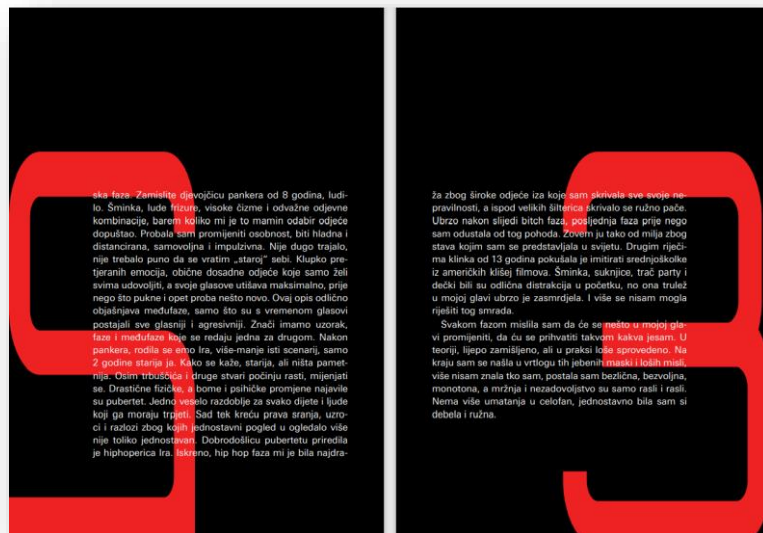 ska faza. Zamislite djevojčicu pankera od 8 godina, ludi-
lo. Šminka, lude frizure, visoke čizme i odvažne odjevne
kombinacije, barem koliko mi je to mamin odabir odjeće
dopuštao. Probala sam promijeniti osobnost, biti hladna i
distancirana, samovoljna i impulzivna. Nije dugo trajalo,
nije trebalo puno da se vratim „staroj" sebi. Klupko pre-
tjeranih emocija, obične dosadne odjeće koje samo želi
svima udovoljiti, a svoje glasove utišava maksimalno, prije
nego što pukne i opet proba nešto novo. Ovaj opis odlično
objašnjava međufaze, samo što su s vremenom glasovi
postajali sve glasniji i agresivniji. Znači imamo uzorak,
faze i međufaze koje se redaju jedna za drugom. Nakon
pankera, rodila se emo Ira, više-manje isti scenarij, samo
2 godine starija ja. Kako se kaže, starija, ali ništa pamet-
nija. Osim trbuščića i druge stvari počinju rasti, mijenjati
se. Drastične fizičke, a bome i psihičke promjene najavile
su pubertet. Jedno veselo razdoblje za svako dijete i ljude
koji ga moraju trpjeti. Sad tek kreću prava sranja, uzro-
ci i razlozi zbog kojih jednostavni pogled u ogledalo više
nije toliko jednostavan. Dobrodošlicu pubertetu priredila
je hiphoperica Ira. Iskreno, hip hop faza mi je bila najdra-
ža zbog široke odjeće iza koje sam skrivala sve svoje ne-
pravilnosti, a ispod velikih šilterica skrivalo se ružno pače.
Ubrzo nakon slijedi bitch faza, posljednja faza prije nego
sam odustala od tog pohoda. Zovem ju tako od milja zbog
stava kojim sam se predstavljala u svijetu. Drugim riječi-
ma klinka od 13 godina pokušala je imitirati srednjoškolke
iz američkih klišej filmova. Šminka, suknjice, trač party i
dečki bili su odlična distrakcija u početku, no ona trulež
u mojoj glavi ubrzo je zasmrdjela. I više se nisam mogla
riješiti tog smrada.
Svakom fazom mislila sam da će se nešto u mojoj gla-
vi promijeniti, da ću se prihvatiti takvom kakva jesam. U
teoriji, lijepo zamišljeno, ali u praksi loše sprovedeno. Na
kraju sam se našla u vrtlogu tih jebenih maski i loših misli,
više nisam znala tko sam, postala sam bezlična, bezvoljna,
monotona, a mržnja i nezadovoljstvo su samo rasli i rasli.
Nema više umatanja u celofan, jednostavno bila sam si
debela i ružna.